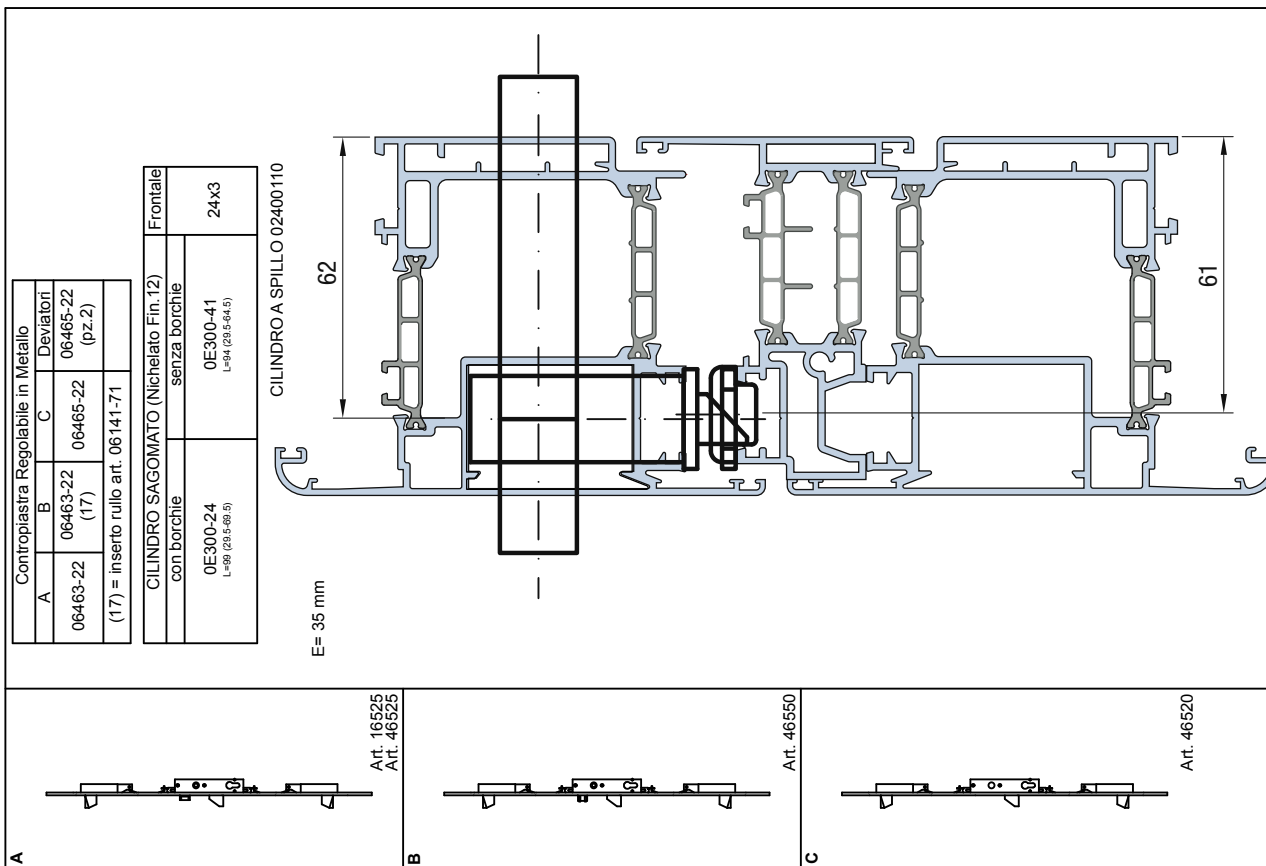 Contropiastra Regolabile in Metallo
A B C Deviatori
06463-22 06463-22 06465-22 06465-22
(17) (pz.2)
(17) = inserto rullo art. 06141-71
CILINDRO SAGOMATO (Nichelato Fin.12) Frontale
con borchie senza borchie 24x3
0E300-24 0E300-41
L=99 (29.5-69.5) L=94 (29.5-64.5)
CILINDRO A SPILLO 02400110
E= 35 mm
62
61
A
Art. 16525
Art. 46525
B
Art. 46550
C
Art. 46520